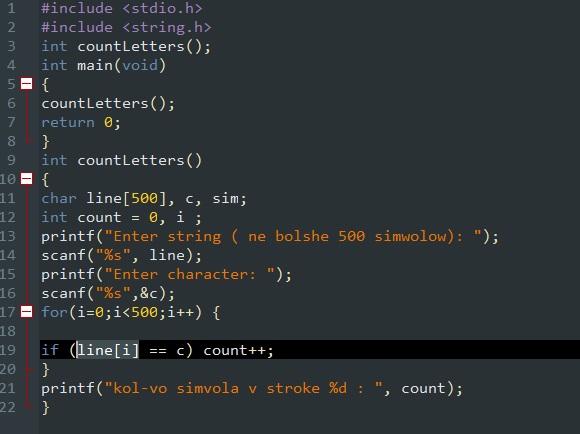 1 #include <stdio.h>
2 #include <string.h>
3 int countLetters();
4 int main(void)
5 {
6 countLetters();
7 return 0;
8 }
9 int countLetters()
10 {
11 char line[500], c, sim;
12 int count = 0, i ;
13 printf("Enter string ( ne bolshe 500 simwolow): ");
14 scanf("%s", line);
15 printf("Enter character: ");
16 scanf("%s",&c);
17 for(i=0;i<500;i++) {
18
19 if (line[i] == c) count++;
20 }
21 printf("kol-vo simvola v stroke %d : ", count);
22 }